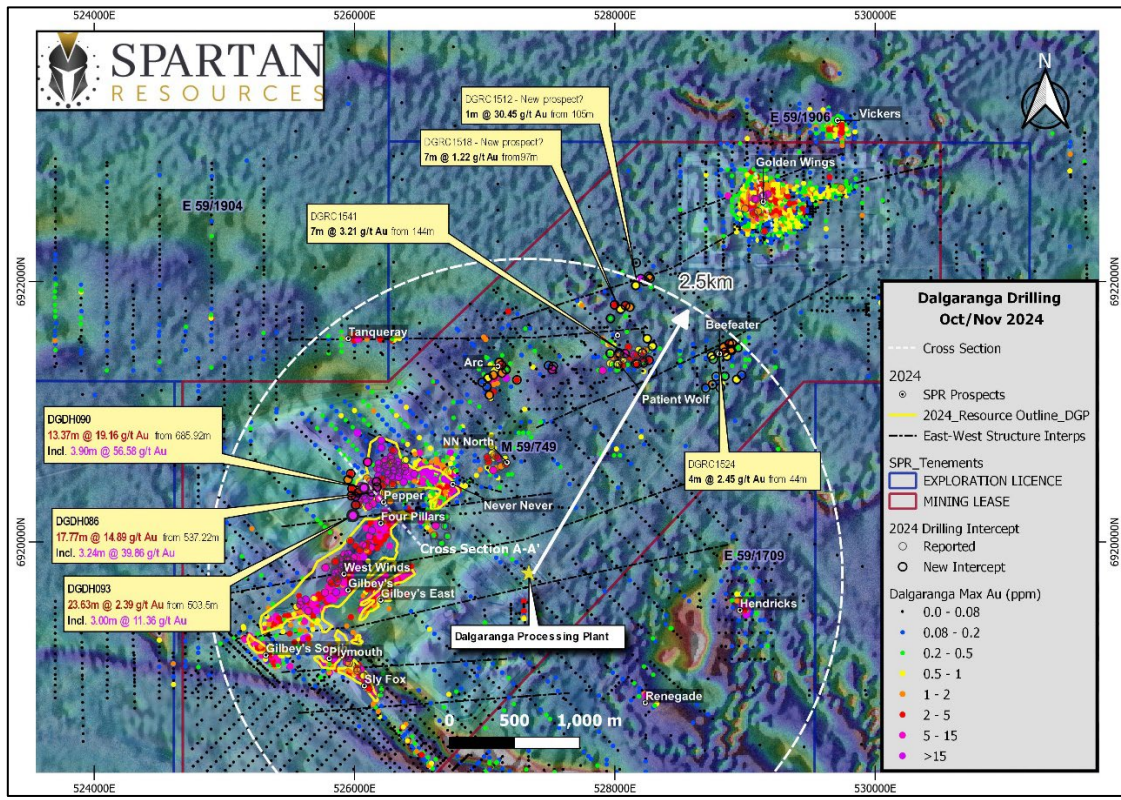 524000
526000
528000
530000
SPARTAN
RESOURCES
N
DGRC1512 - New prospect?
1m @ 30.45 g/t Au from 105m
DGRC1518 - New prospect?
7m @ 1.22 g/t Au from97m
DGRC1541
7m @ 3.21 g/t Au from 144m
E 59/1906
Vickers
Golden Wings
E 59/1904
6922000N
6922000N
2.5km
Tanqueray
Arc
Beefeater
Patient Wolf
DGDH090
13.37m @ 19.16 g/t Au from 685.92m
Incl. 3.90m @ 56.58 g/t Au
NN North
M 59/749
DGRC1524
4m @ 2.45 g/t Au from 44m
Pepper
Never Never
DGDH086
17.77m @ 14.89 g/t Au from 537.22m
Incl. 3.24m @ 39.86 g/t Au
Four Pillars
6920000N
6920000N
Cross Section A-A'
E 59/1709
West Winds
Gilbey's
Gilbey's East
DGDH093
23.63m @ 2.39 g/t Au from 503.5m
Incl. 3.00m @ 11.36 g/t Au
Hendricks
Dalgaranga Processing Plant
Gilbey's So
Plymouth
Sly Fox
Renegade
0 500 1,000 m
Dalgaranga Drilling
Oct/Nov 2024
Cross Section
2024
SPR Prospects
2024_Resource Outline_DGP
East-West Structure Interps
SPR_Tenements
EXPLORATION LICENCE
MINING LEASE
2024 Drilling Intercept
Reported
New Intercept
Dalgaranga Max Au (ppm)
0.0 - 0.08
0.08 - 0.2
0.2 - 0.5
0.5 - 1
1 - 2
2 - 5
5 - 15
>15
524000
526000
528000
530000